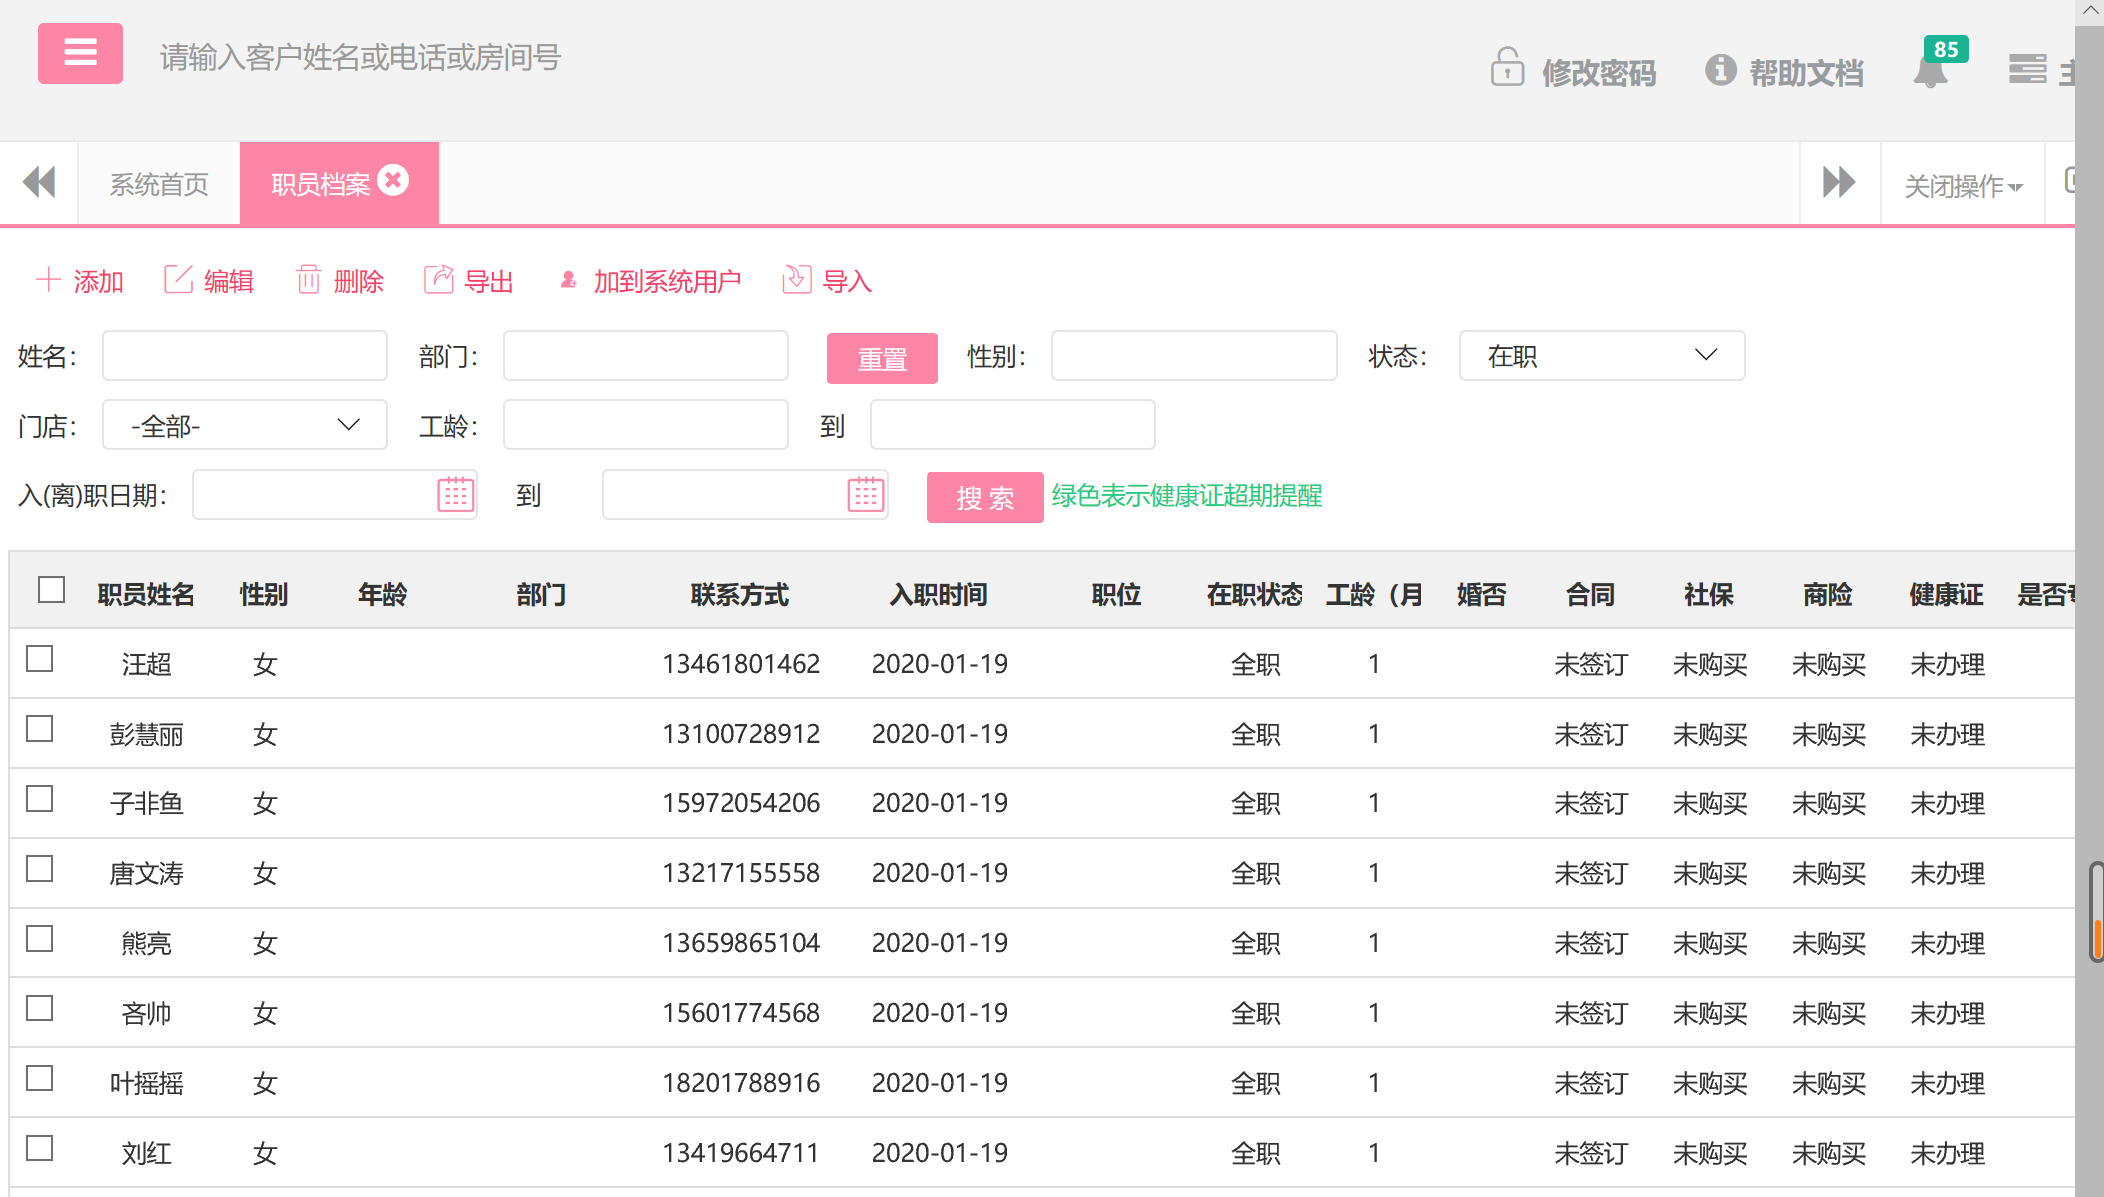 请输入客户姓名或电话或房间号
修改密码 帮助文档 85
系统首页 职员档案 关闭操作
添加 编辑 删除 导出 加到系统用户 导入
姓名: 部门: 重置 性别: 状态: 在职
门店: -全部- 工龄: 到
入(离)职日期: 到 搜 索 绿色表示健康证超期提醒
职员姓名 性别 年龄 部门 联系方式 入职时间 职位 在职状态 工龄（月 婚否 合同 社保 商险 健康证 是否
汪超 女 13461801462 2020-01-19 全职 1 未签订 未购买 未购买 未办理
彭慧丽 女 13100728912 2020-01-19 全职 1 未签订 未购买 未购买 未办理
子非鱼 女 15972054206 2020-01-19 全职 1 未签订 未购买 未购买 未办理
唐文涛 女 13217155558 2020-01-19 全职 1 未签订 未购买 未购买 未办理
熊亮 女 13659865104 2020-01-19 全职 1 未签订 未购买 未购买 未办理
吝帅 女 15601774568 2020-01-19 全职 1 未签订 未购买 未购买 未办理
叶摇摇 女 18201788916 2020-01-19 全职 1 未签订 未购买 未购买 未办理
刘红 女 13419664711 2020-01-19 全职 1 未签订 未购买 未购买 未办理